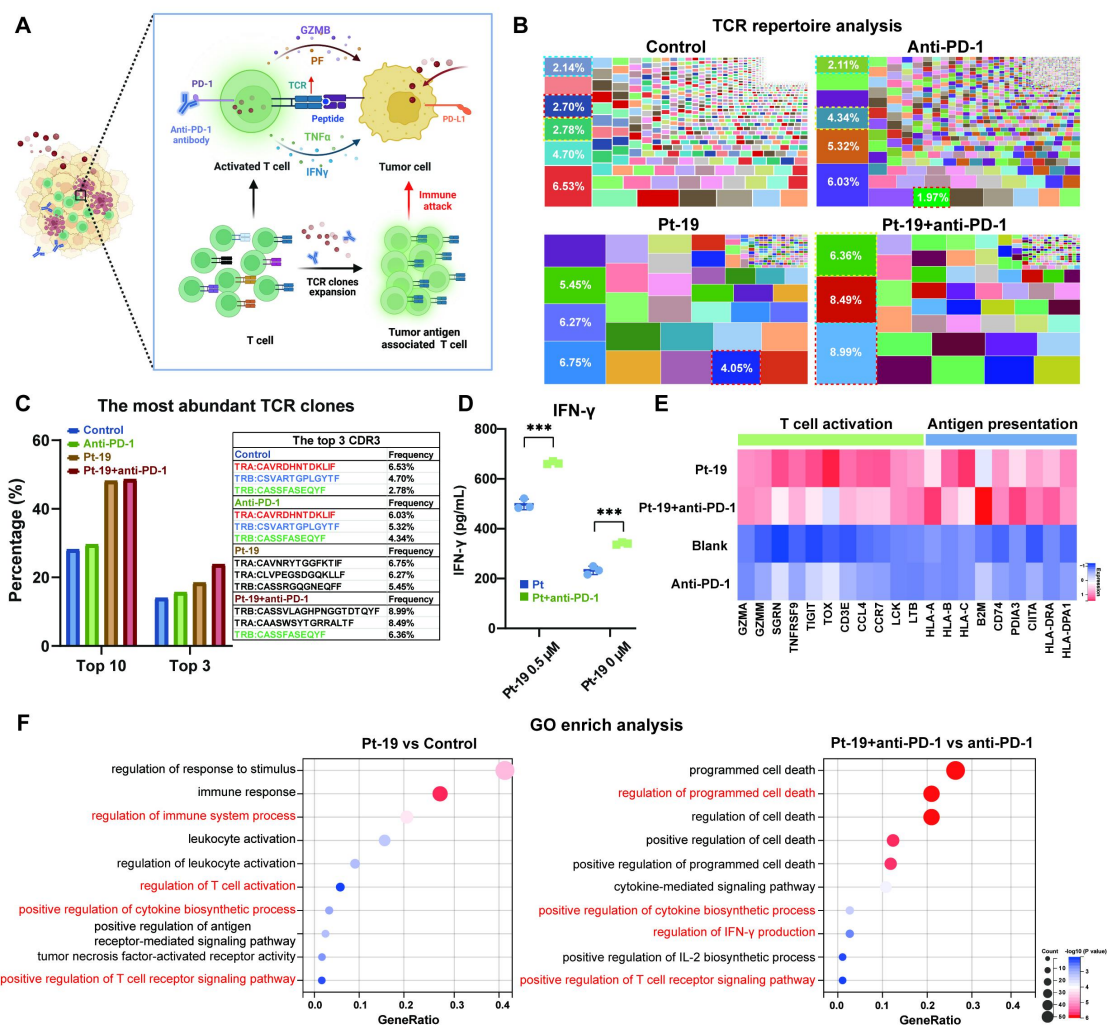 A
GZMB
PF
PD-1
TCR
Peptide
PD-L1
Anti-PD-1
antibody
TNFα
IFNγ
Activated T cell
Tumor cell
Immune
attack
TCR clones
expansion
T cell
Tumor antigen
associated T cell
B
TCR repertoire analysis
Control
Anti-PD-1
2.14%
2.70%
2.78%
4.70%
6.53%
2.11%
4.34%
5.32%
6.03%
1.97%
Pt-19
Pt-19+anti-PD-1
5.45%
6.27%
6.75%
4.05%
6.36%
8.49%
8.99%
C
The most abundant TCR clones
Control
Anti-PD-1
Pt-19
Pt-19+anti-PD-1
Percentage (%)
60
40
20
0
Top 10
Top 3
The top 3 CDR3
Control Frequency
TRA:CAVRDHNTDKLIF 6.53%
TRB:CSVARTGPLGYTF 4.70%
TRB:CASSFASEQYF 2.78%
Anti-PD-1 Frequency
TRA:CAVRDHNTDKLIF 6.03%
TRB:CSVARTGPLGYTF 5.32%
TRB:CASSFASEQYF 4.34%
Pt-19 Frequency
TRA:CAVNRYTGGFKTIF 6.75%
TRA:CLVPEGSDGQKLLF 6.27%
TRB:CASSRGQGNEQFF 5.45%
Pt-19+anti-PD-1 Frequency
TRB:CASSVLAGHPNGGTDTQYF 8.99%
TRA:CAASWSYTGRRALTF 8.49%
TRB:CASSFASEQYF 6.36%
D
IFN-γ
800
600
400
200
0
IFN-γ (pg/mL)
***
***
Pt
Pt+anti-PD-1
Pt-19 0.5 μM
Pt-19 0 μM
E
T cell activation
Antigen presentation
Pt-19
Pt-19+anti-PD-1
Blank
Anti-PD-1
GZMA
GZMM
SGRN
TNFRSF9
TIGIT
TOX
CD3E
CCL4
CCR7
LCK
LTB
HLA-A
HLA-B
HLA-C
B2M
CD74
PDIA3
CIITA
HLA-DRA
HLA-DPA1
Expression
F
GO enrich analysis
Pt-19 vs Control
regulation of response to stimulus
immune response
regulation of immune system process
leukocyte activation
regulation of leukocyte activation
regulation of T cell activation
positive regulation of cytokine biosynthetic process
positive regulation of antigen
receptor-mediated signaling pathway
tumor necrosis factor-activated receptor activity
positive regulation of T cell receptor signaling pathway
0.0
0.1
0.2
0.3
0.4
GeneRatio
Pt-19+anti-PD-1 vs anti-PD-1
programmed cell death
regulation of programmed cell death
regulation of cell death
positive regulation of cell death
positive regulation of programmed cell death
cytokine-mediated signaling pathway
positive regulation of cytokine biosynthetic process
regulation of IFN-γ production
positive regulation of IL-2 biosynthetic process
positive regulation of T cell receptor signaling pathway
0.0
0.1
0.2
0.3
0.4
GeneRatio
Count
10
20
30
40
50
-log10 (P value)